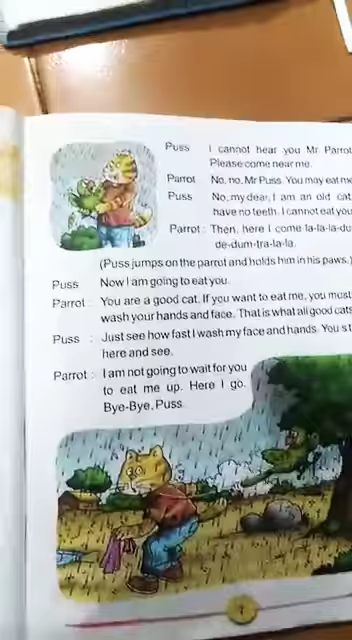 Puss I cannot hear you Mr. Parrot
Please come near me.
Parrot No, no, Mr Puss. You may eat me
Puss No, my dear, I am an old cat
have no teeth. I cannot eat you
Parrot : Then, here I come la-la-la-du
de-dum-tra-la-la.
(Puss jumps on the parrot and holds him in his paws.)
Puss Now I am going to eat you.
Parrot : You are a good cat. If you want to eat me, you must
wash your hands and face. That is what all good cats
Puss : Just see how fast I wash my face and hands. You st
here and see.
Parrot : I am not going to wait for you
to eat me up. Here I go.
Bye-Bye, Puss.